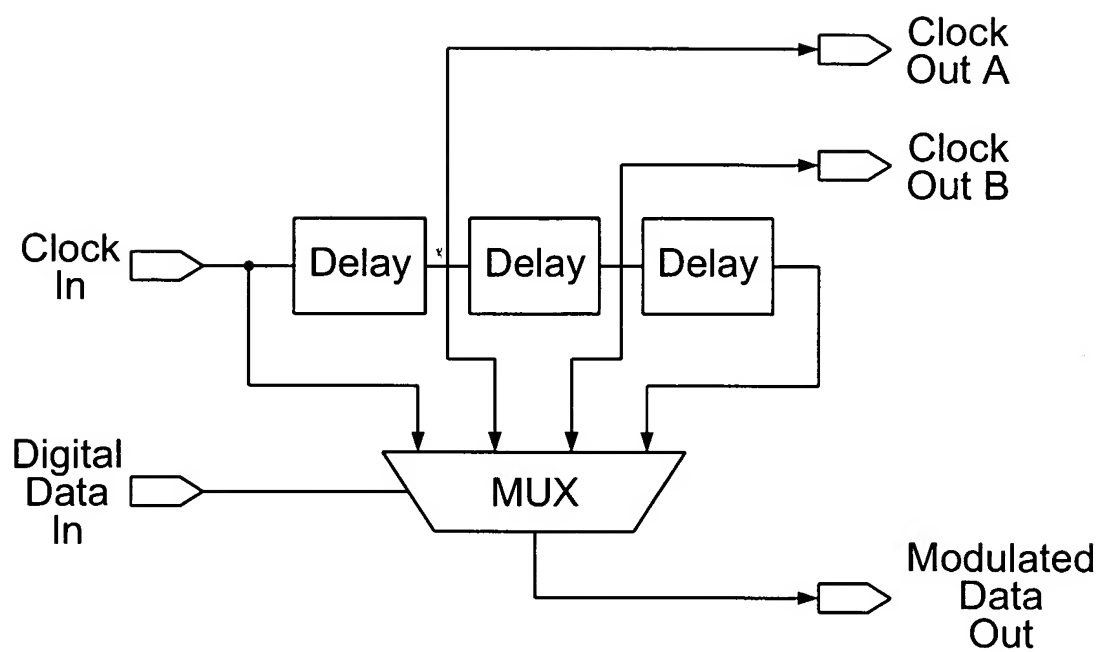 Clock
Out A
Clock
Out B
Clock
In
Delay
Delay
Delay
Digital
Data
In
MUX
Modulated
Data
Out